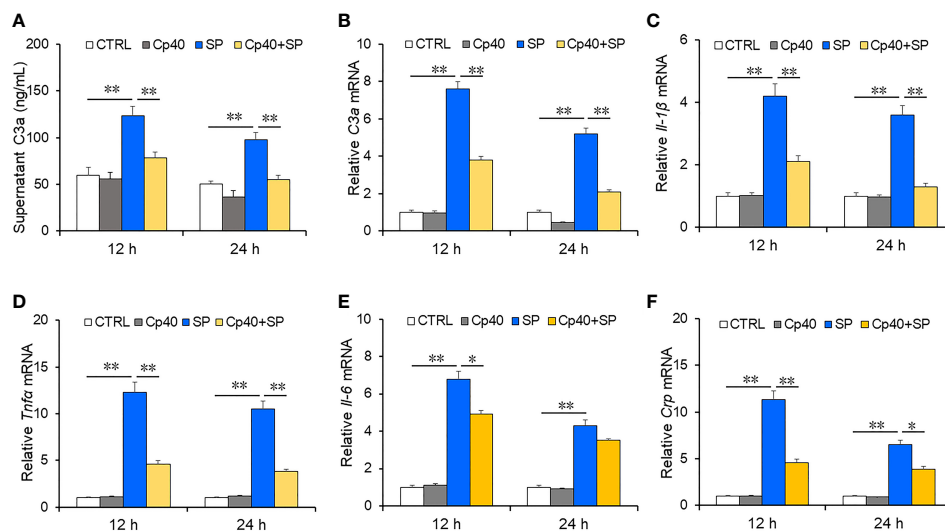 A
CTRL Cp40 SP Cp40+SP
Supernatant C3a (ng/mL)
200
150
100
50
0
** ** ** **
12 h 24 h
B
CTRL Cp40 SP Cp40+SP
Relative C3a mRNA
8
6
4
2
0
** ** ** **
12 h 24 h
C
CTRL Cp40 SP Cp40+SP
Relative Il-1β mRNA
6
4
2
0
** ** ** **
12 h 24 h
D
CTRL Cp40 SP Cp40+SP
Relative Tnfα mRNA
20
15
10
5
0
** ** ** **
12 h 24 h
E
CTRL Cp40 SP Cp40+SP
Relative Il-6 mRNA
8
6
4
2
0
** * **
12 h 24 h
F
CTRL Cp40 SP Cp40+SP
Relative Crp mRNA
20
15
10
5
0
** ** ** *
12 h 24 h